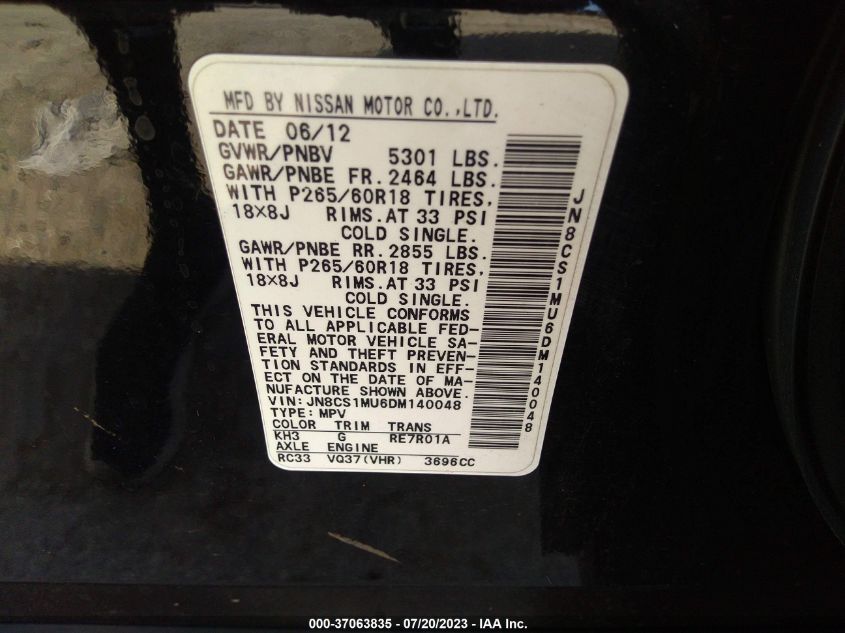 MFD BY NISSAN MOTOR CO.,LTD.
DATE 06/12
GVWR/PNBV 5301 LBS.
GAWR/PNBE FR. 2464 LBS.
WITH P265/60R18 TIRES,
18×8J RIMS. AT 33 PSI
COLD SINGLE.
GAWR/PNBE RR. 2855 LBS.
WITH P265/60R18 TIRES,
18×8J RIMS. AT 33 PSI
COLD SINGLE.
THIS VEHICLE CONFORMS
TO ALL APPLICABLE FED-
ERAL MOTOR VEHICLE SA-
FETY AND THEFT PREVEN-
TION STANDARDS IN EFF-
ECT ON THE DATE OF MA-
NUFACTURE SHOWN ABOVE.
VIN: JN8CS1MU6DM140048
TYPE: MPV
COLOR TRIM TRANS
KH3 G RE7R01A
AXLE ENGINE
RC33 VQ37(VHR) 3696CC
JN8CS1MU6DM140048
000-37063835 - 07/20/2023 - IAA Inc.